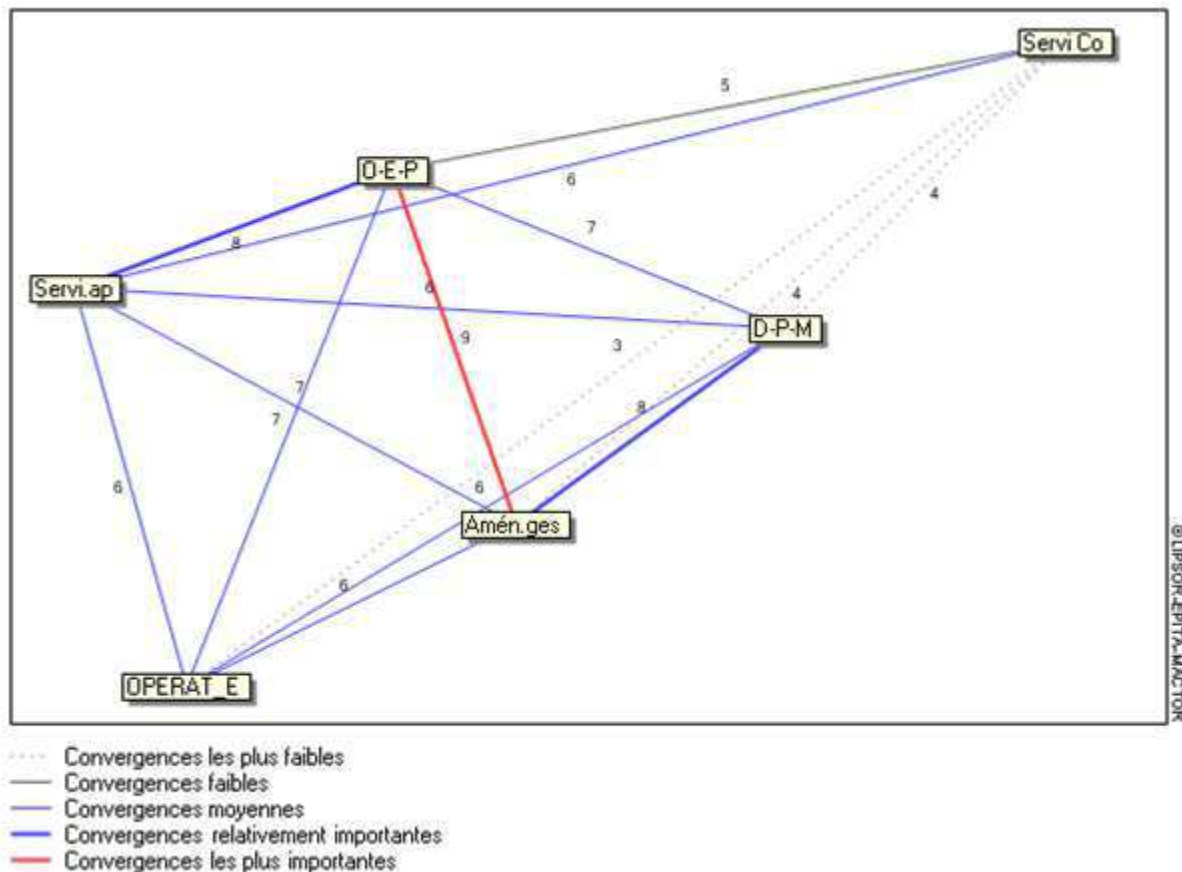 Servi Co
5
O-E-P
6
4
7
8
Servi.ap
6
4
D-P-M
9
3
7
8
7
6
6
Amén.ges
6
OPERAT_E
©LIPSOR-EPITA-MACTOR
Convergences les plus faibles
Convergences faibles
Convergences moyennes
Convergences relativement importantes
Convergences les plus importantes